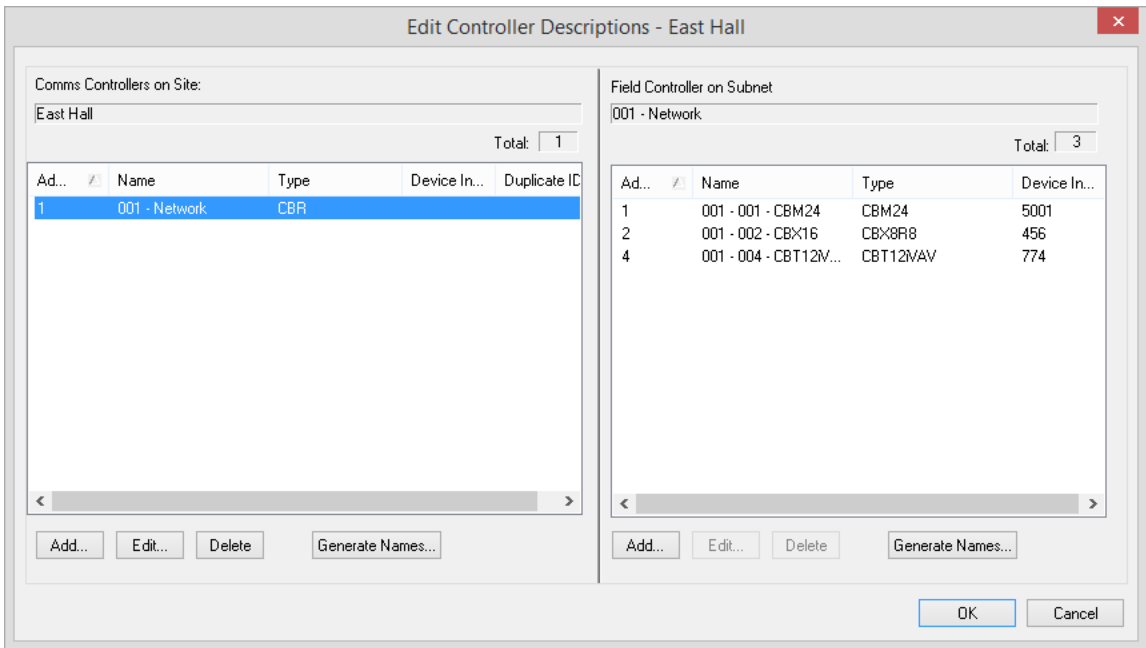 Edit Controller Descriptions - East Hall
Comms Controllers on Site:
East Hall
Total: 1
Ad... Name Type Device In... Duplicate ID
1 001 - Network CBR
Add... Edit... Delete Generate Names...
Field Controller on Subnet
001 - Network
Total: 3
Ad... Name Type Device In...
1 001 - 001 - CBM24 CBM24 5001
2 001 - 002 - CBX16 CBX8R8 456
4 001 - 004 - CBT12iV... CBT12iVAV 774
Add... Edit... Delete Generate Names...
OK Cancel